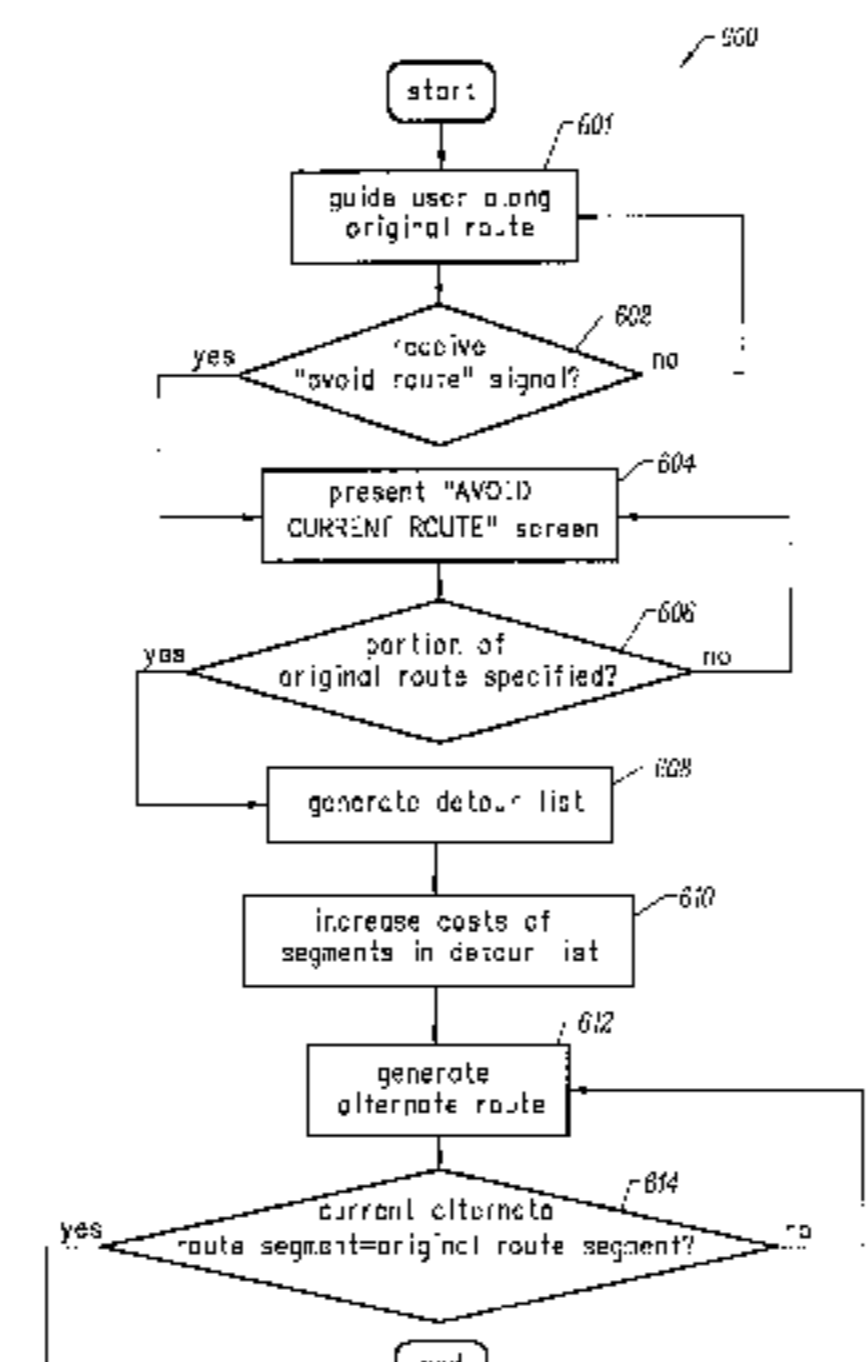 600
start
601
guide user along
original route
602
receive
"avoid route" signal?
yes
no
604
present "AVOID
CURRENT ROUTE" screen
606
portion of
original route specified?
yes
no
608
generate detour list
610
increase costs of
segments in detour list
612
generate
alternate route
614
current alternate
route segment=original route segment?
yes
no
end